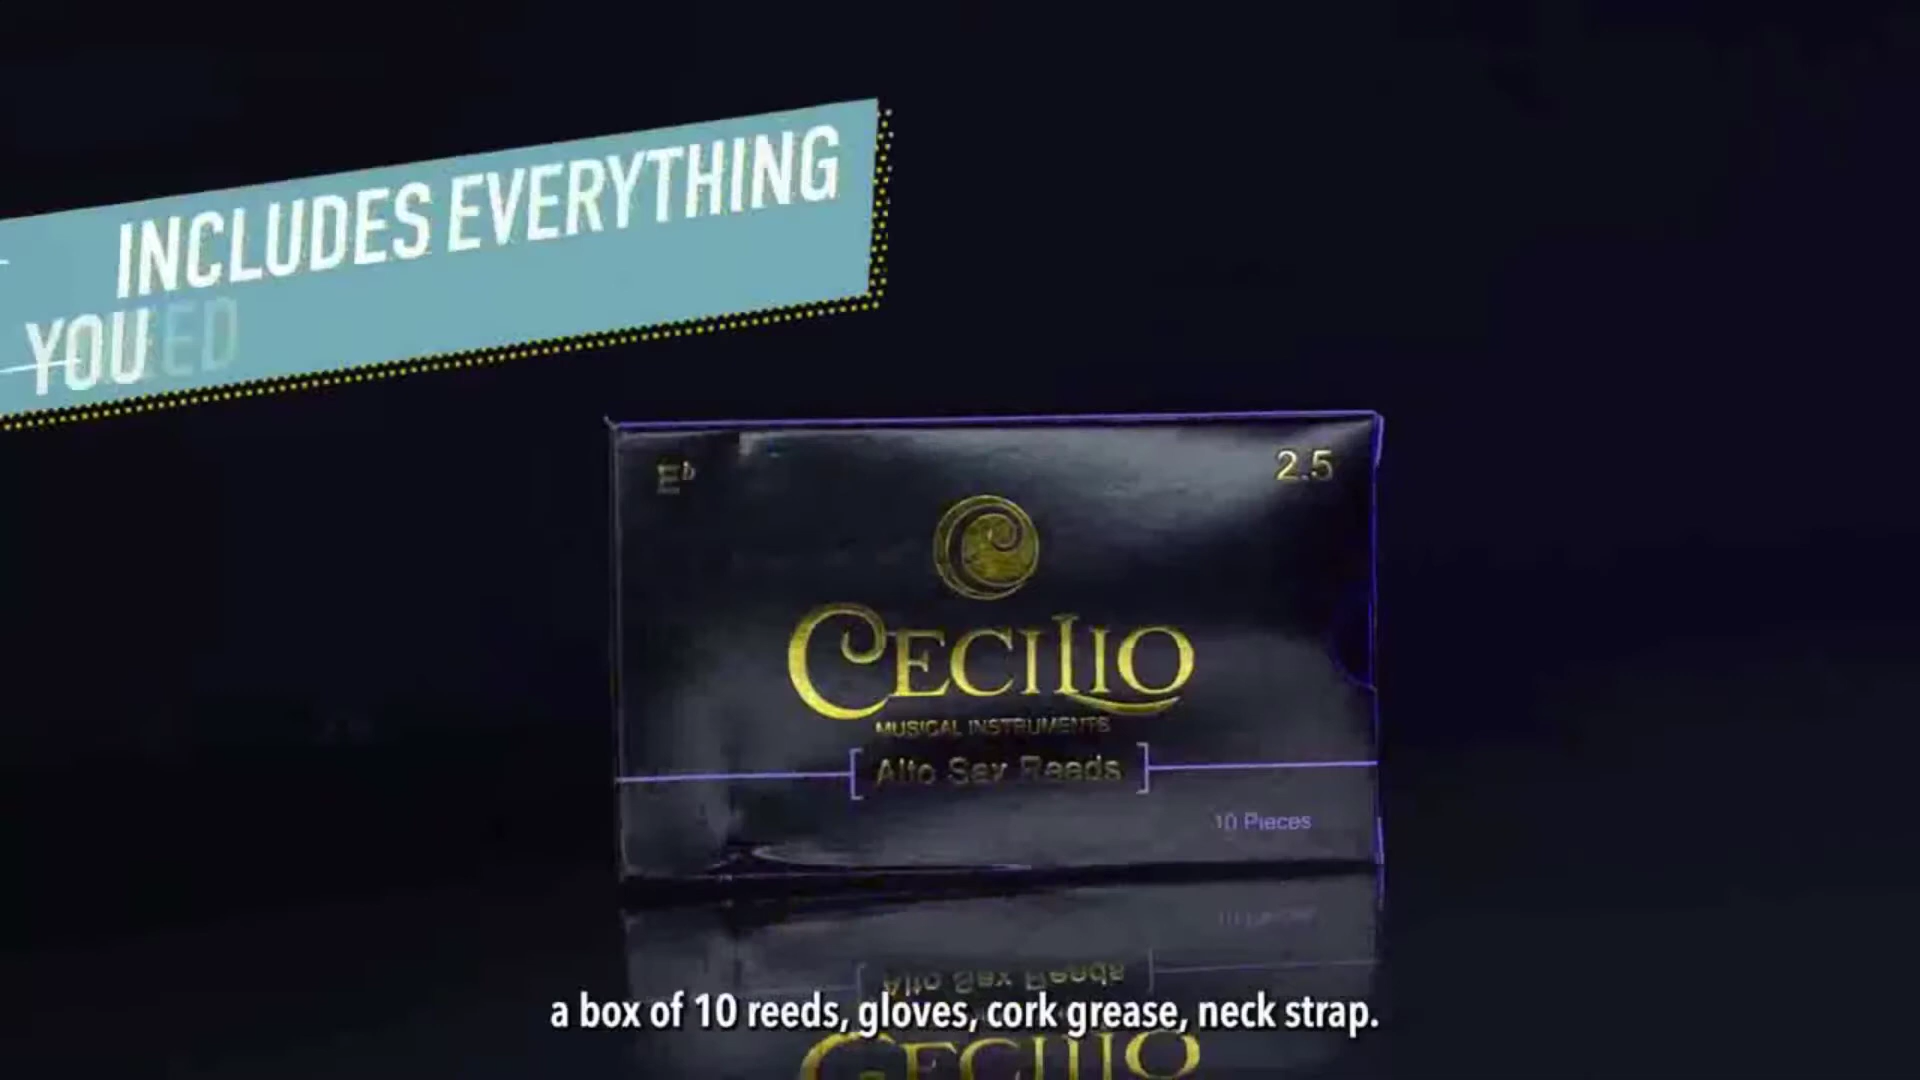 INCLUDES EVERYTHING
YOU
Eb
2.5
CECILIO
MUSICAL INSTRUMENTS
Alto Sax Reeds
10 Pieces
a box of 10 reeds, gloves, cork grease, neck strap.